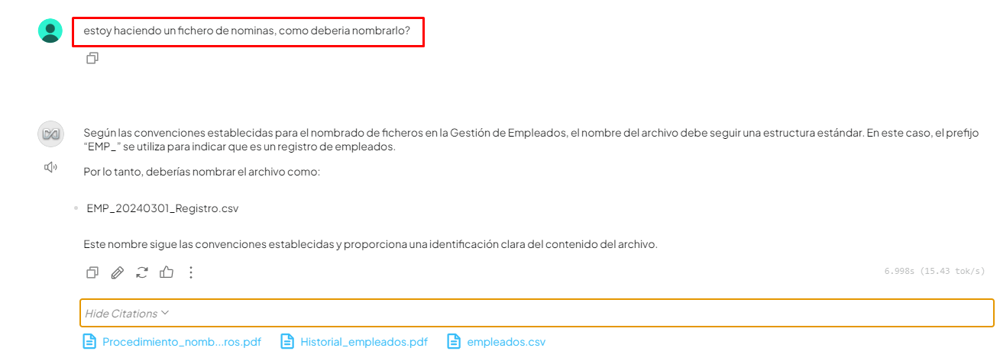 estoy haciendo un fichero de nominas, como deberia nombrarlo?
Según las convenciones establecidas para el nombrado de ficheros en la Gestión de Empleados, el nombre del archivo debe seguir una estructura estándar. En este caso, el prefijo
“EMP_” se utiliza para indicar que es un registro de empleados.
Por lo tanto, deberías nombrar el archivo como:
EMP_20240301_Registro.csv
Este nombre sigue las convenciones establecidas y proporciona una identificación clara del contenido del archivo.
6.998s (15.43 tok/s)
Hide Citations
Procedimiento_nomb...ros.pdf Historial_empleados.pdf empleados.csv